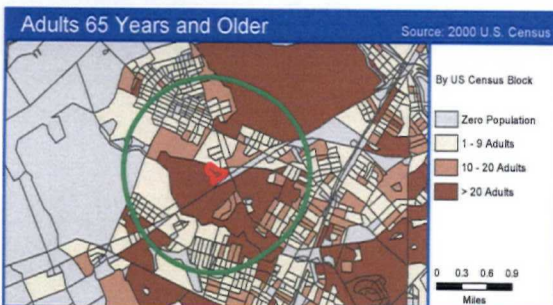 Adults 65 Years and Older
Source: 2000 U.S. Census
By US Census Block
Zero Population
1 - 9 Adults
10 - 20 Adults
> 20 Adults
0 0.3 0.6 0.9
Miles